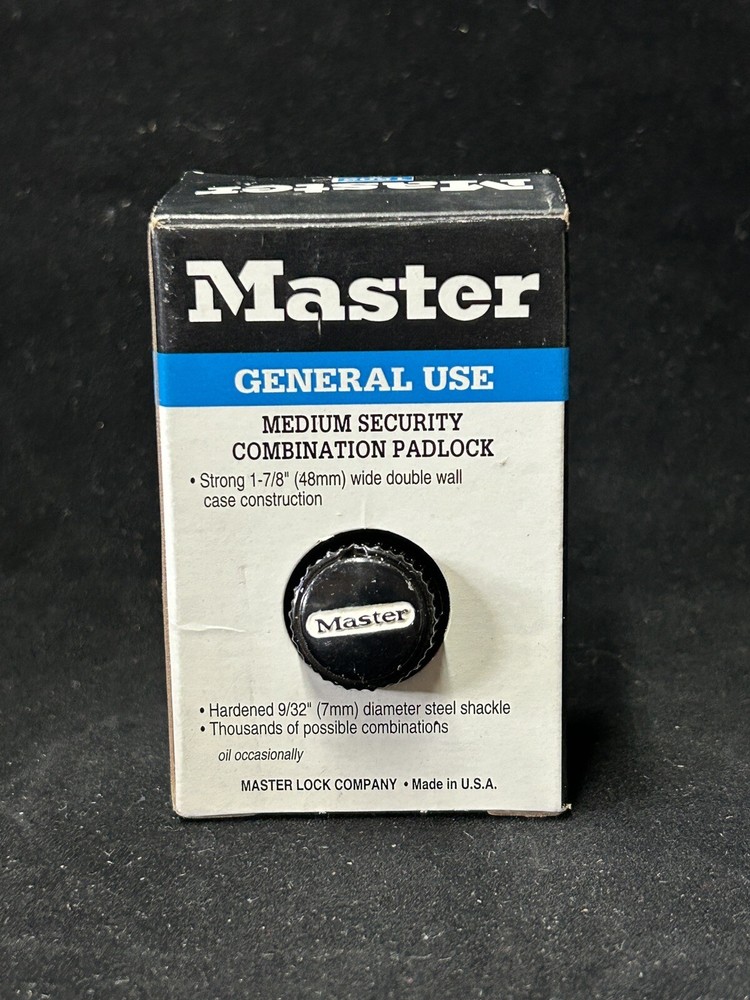 Master
Master
GENERAL USE
MEDIUM SECURITY
COMBINATION PADLOCK
• Strong 1-7/8" (48mm) wide double wall
case construction
Master
• Hardened 9/32" (7mm) diameter steel shackle
• Thousands of possible combinations
oil occasionally
MASTER LOCK COMPANY • Made in U.S.A.